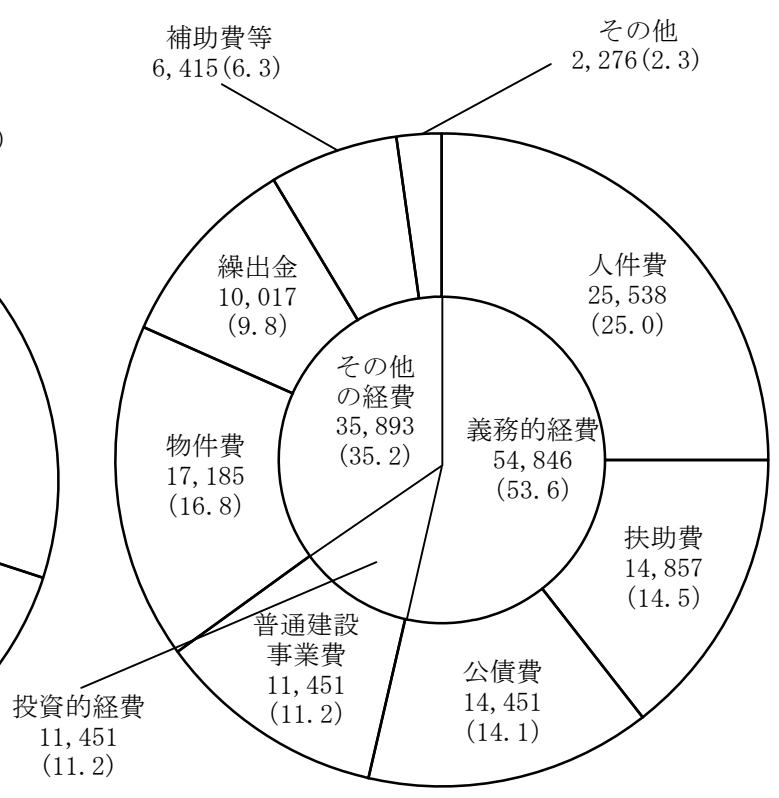 補助費等
6,415(6.3)
その他
2,276(2.3)
)
人件費
25,538
(25.0)
繰出金
10,017
(9.8)
その他
の経費
35,893
(35.2)
義務的経費
54,846
(53.6)
物件費
17,185
(16.8)
扶助費
14,857
(14.5)
普通建設
事業費
11,451
(11.2)
公債費
14,451
(14.1)
投資的経費
11,451
(11.2)